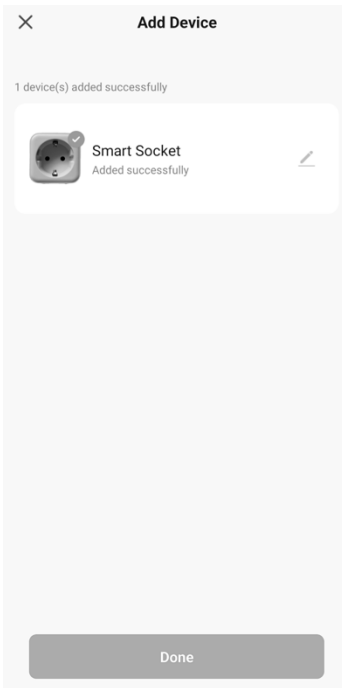 Add Device
1 device(s) added successfully
Smart Socket
Added successfully
Done